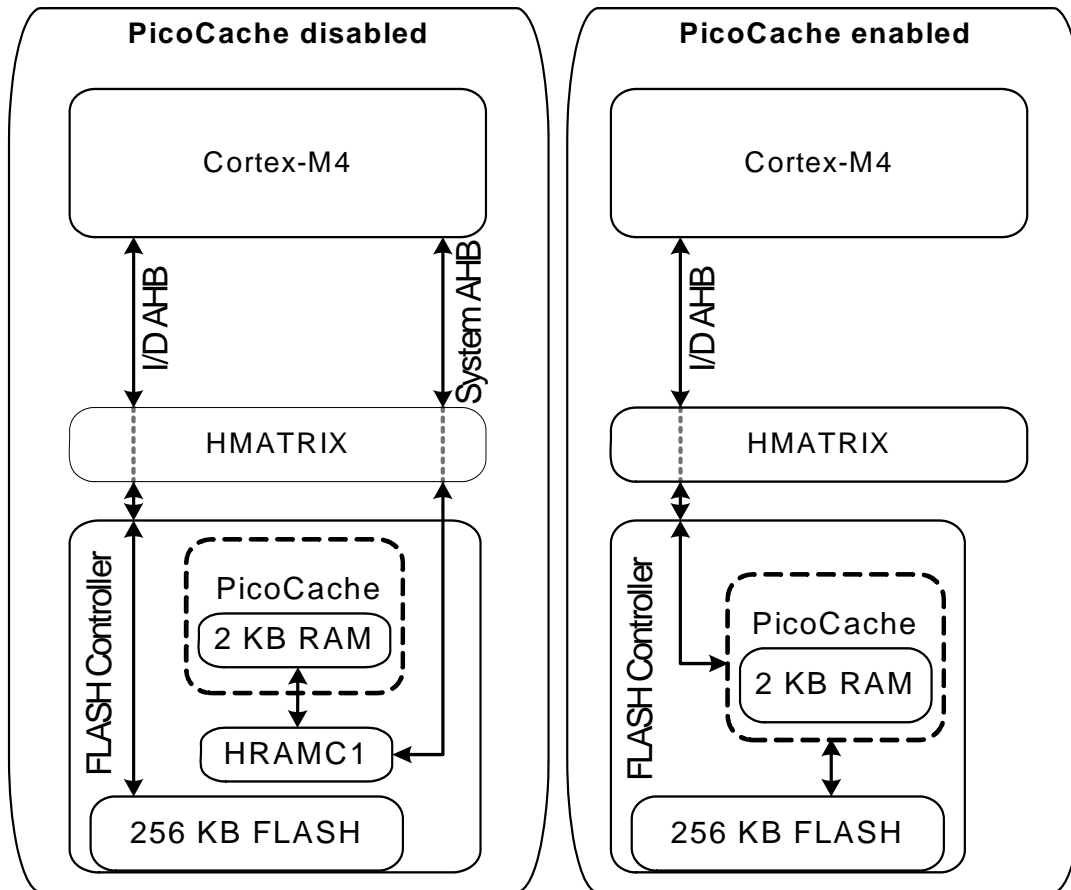 PicoCache disabled
Cortex-M4
I/D AHB
System AHB
HMATRIX
FLASH Controller
PicoCache
2 KB RAM
HRAMC1
256 KB FLASH
PicoCache enabled
Cortex-M4
I/D AHB
HMATRIX
FLASH Controller
PicoCache
2 KB RAM
256 KB FLASH